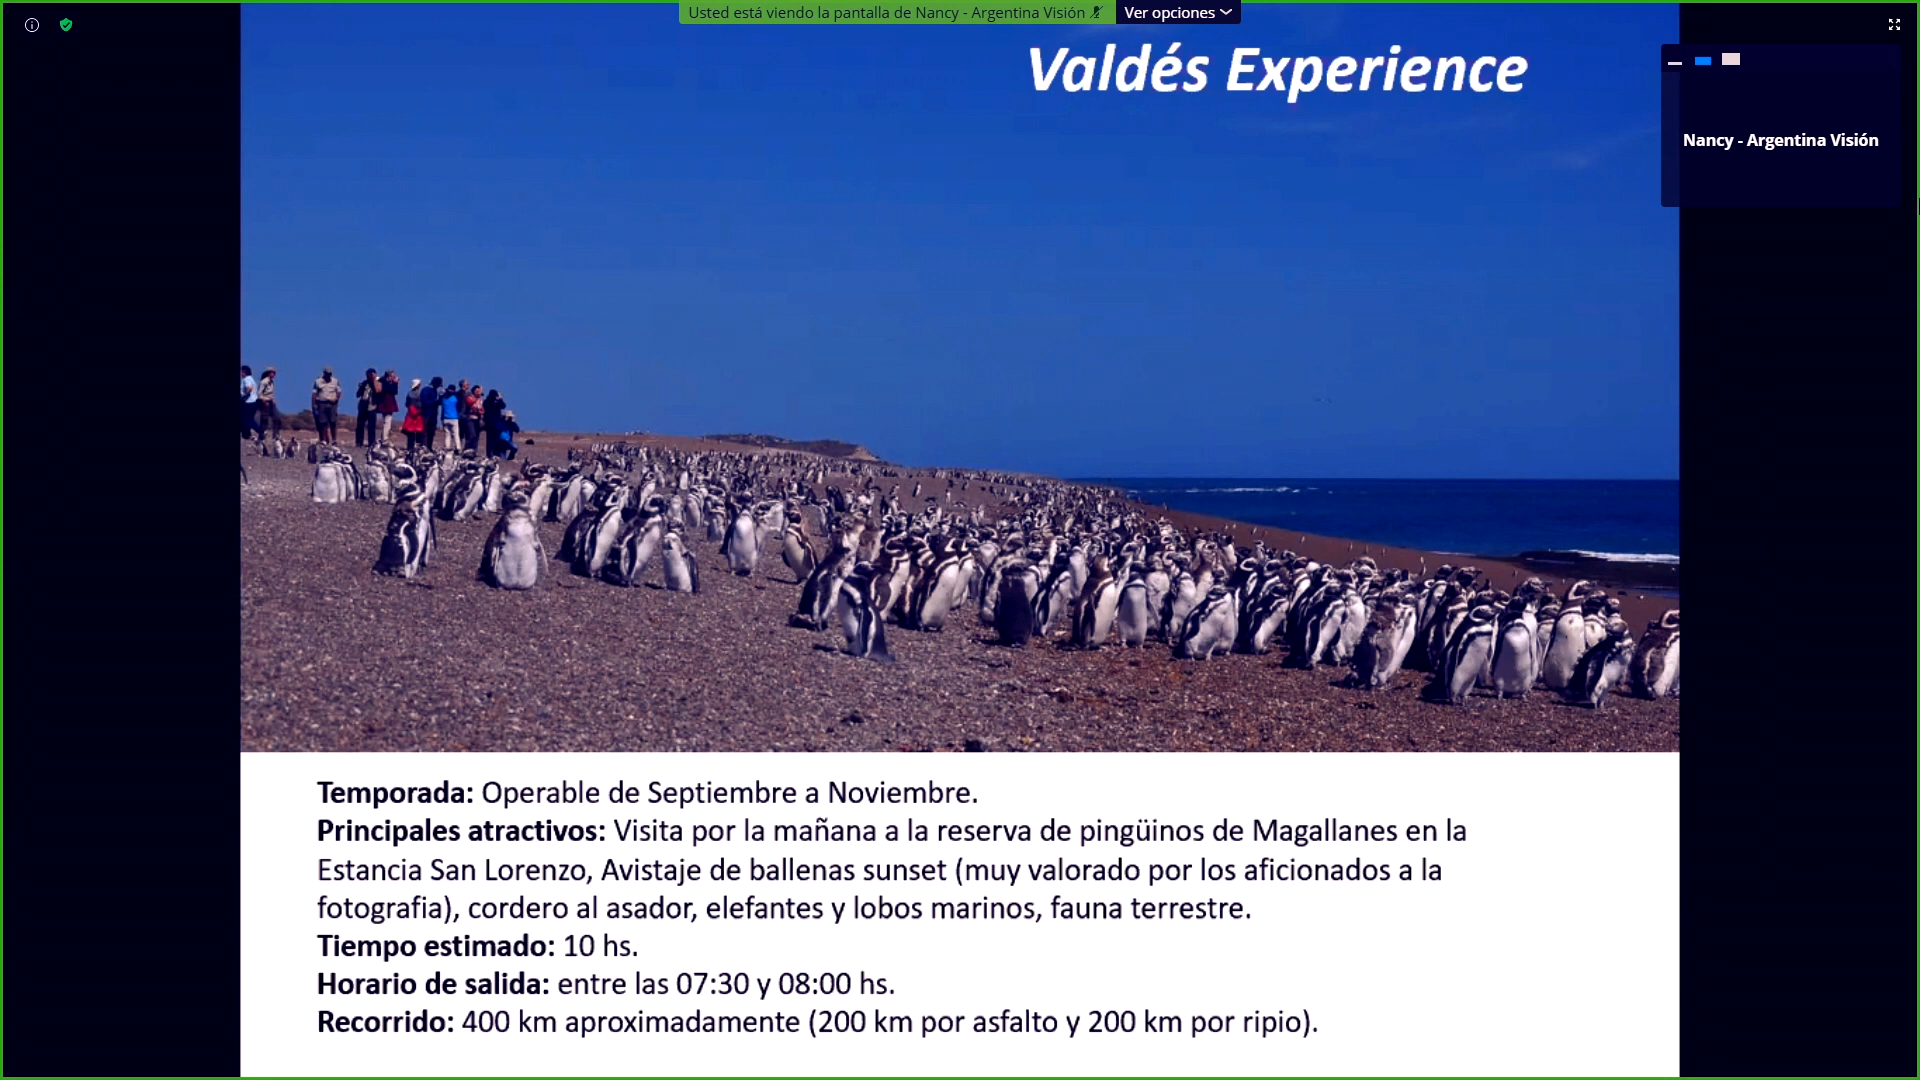 Usted está viendo la pantalla de Nancy - Argentina Visión
Ver opciones
Valdés Experience
Nancy - Argentina Visión
Temporada: Operable de Septiembre a Noviembre.
Principales atractivos: Visita por la mañana a la reserva de pingüinos de Magallanes en la
Estancia San Lorenzo, Avistaje de ballenas sunset (muy valorado por los aficionados a la
fotografia), cordero al asador, elefantes y lobos marinos, fauna terrestre.
Tiempo estimado: 10 hs.
Horario de salida: entre las 07:30 y 08:00 hs.
Recorrido: 400 km aproximadamente (200 km por asfalto y 200 km por ripio).